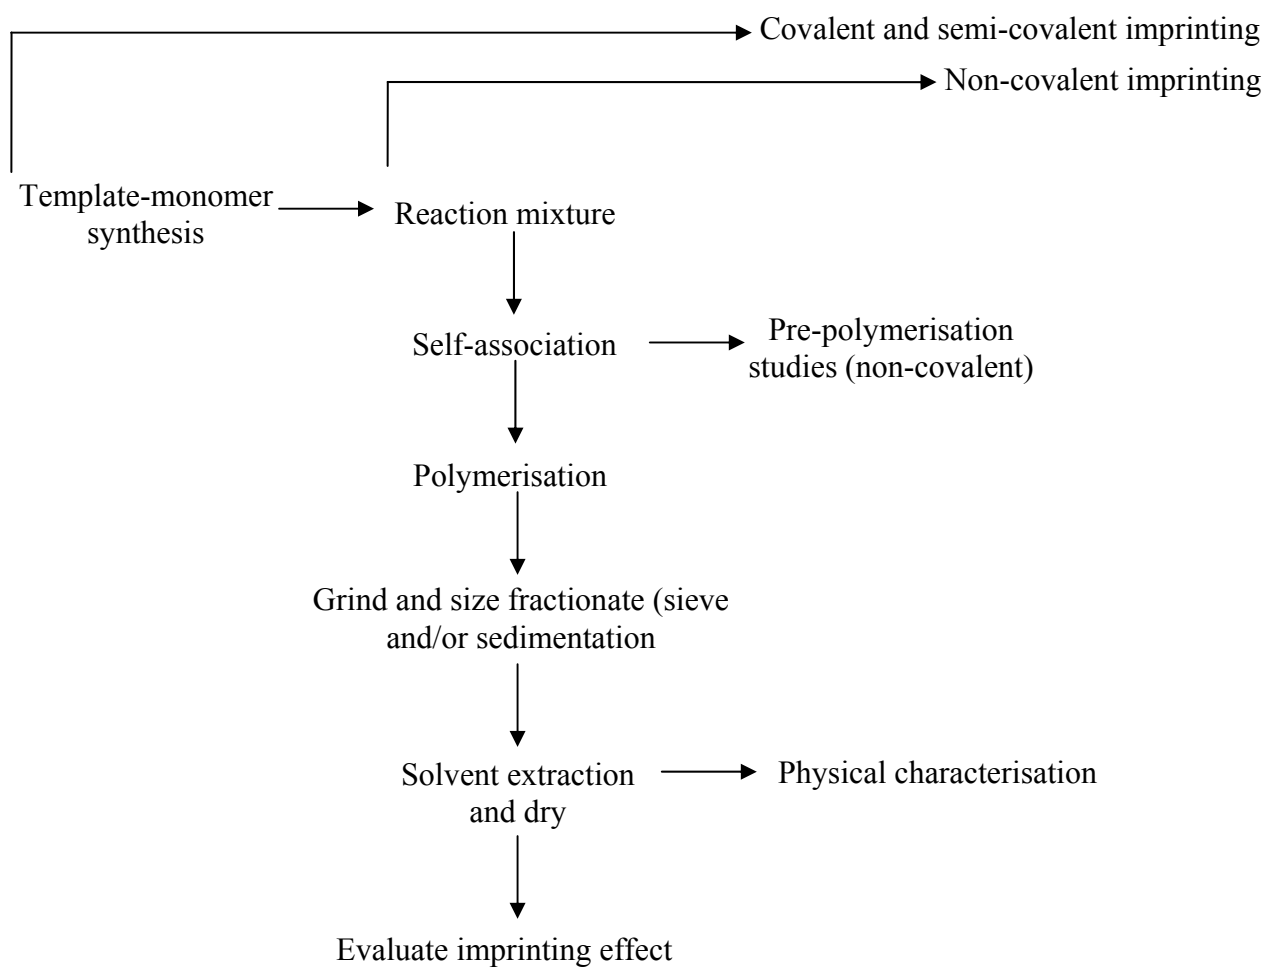 Covalent and semi-covalent imprinting
Non-covalent imprinting
Template-monomer
synthesis
Reaction mixture
Self-association
Pre-polymerisation
studies (non-covalent)
Polymerisation
Grind and size fractionate (sieve
and/or sedimentation
Solvent extraction
and dry
Physical characterisation
Evaluate imprinting effect